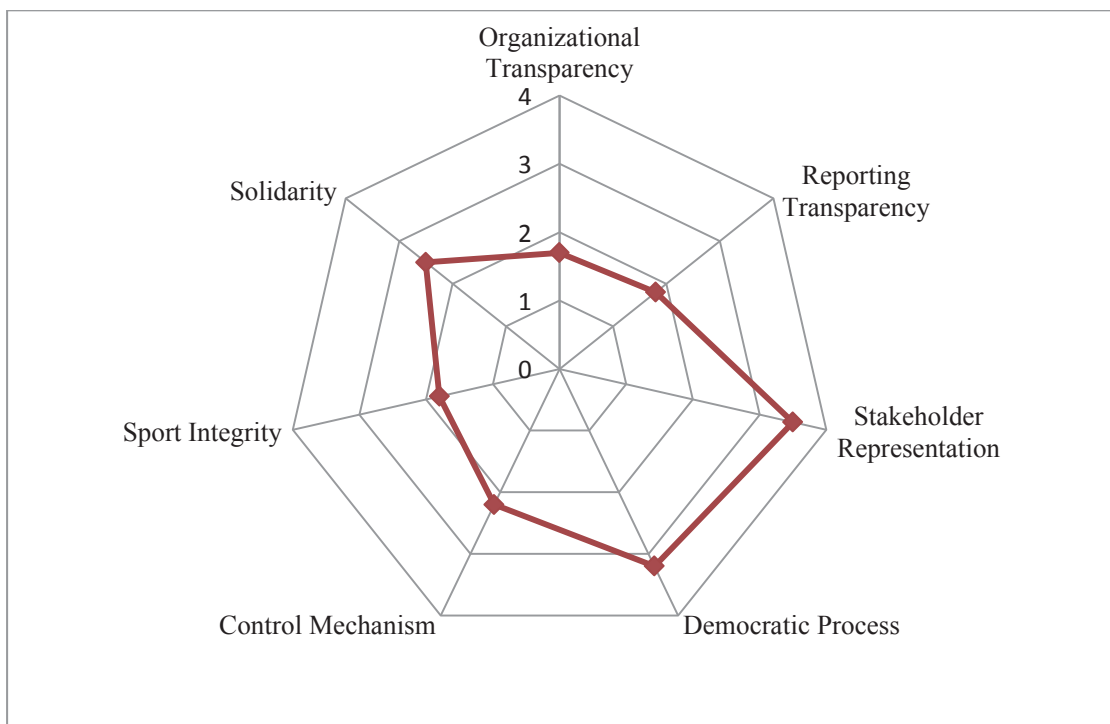 Organizational
Transparency
4
3
2
1
0
Reporting
Transparency
Solidarity
Sport Integrity
Stakeholder
Representation
Control Mechanism
Democratic Process